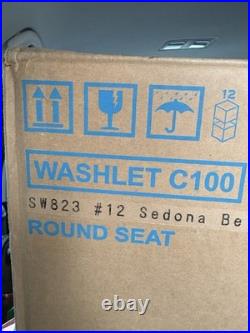 12
WASHLET C100
SW823 #12 Sedona Be
ROUND SEAT